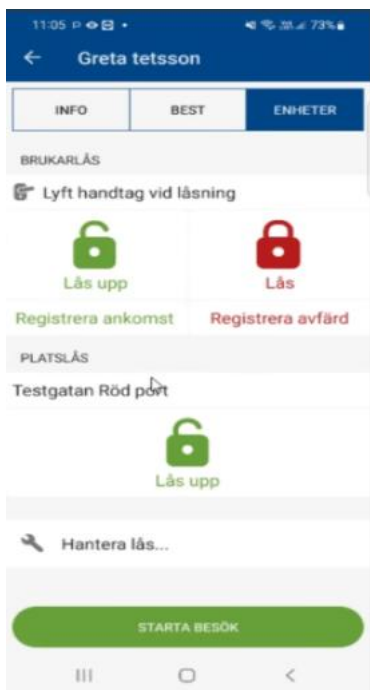 11:05
73%
Greta tetsson
INFO BEST ENHETER
BRUKARLÅS
Lyft handtag vid låsning
Lås upp Lås
Registrera ankomst Registrera avfärd
PLATSLÅS
Testgatan Röd port
Lås upp
Hantera lås...
STARTA BESÖK